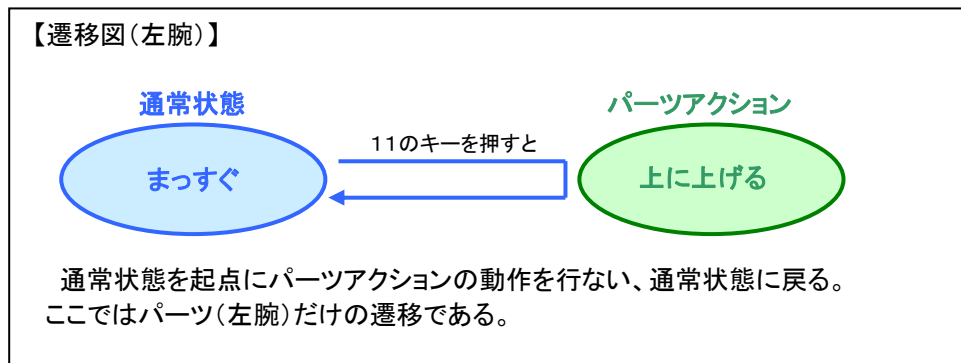 【遷移図(左腕)】
通常状態
パーツアクション
11のキーを押すと
まっすぐ
上に上げる
通常状態を起点にパーツアクションの動作を行ない、通常状態に戻る。
ここではパーツ(左腕)だけの遷移である。